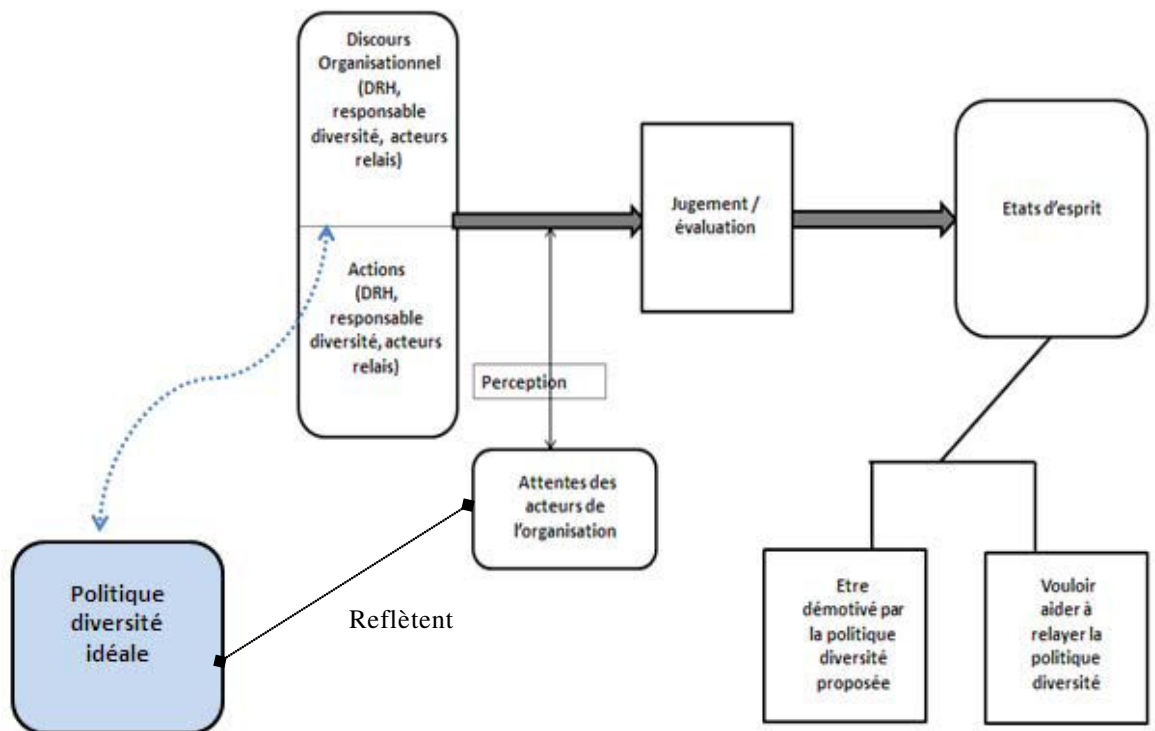 Discours
Organisationnel
(DRH,
responsable
diversité, acteurs
relais)
Actions
(DRH,
responsable
diversité, acteurs
relais)
Jugement /
évaluation
Etats d'esprit
Perception
Attentes des
acteurs de
l'organisation
Politique
diversité
idéale
Reflètent
Etre
démotivé par
la politique
diversité
proposée
Vouloir
aider à
relayer la
politique
diversité